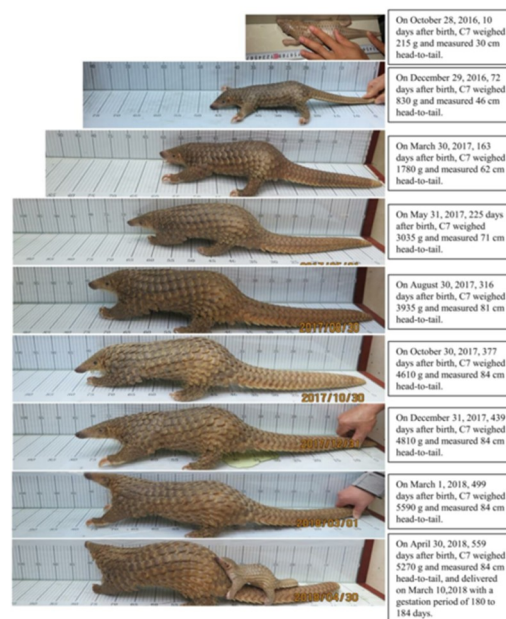 On October 28, 2016, 10
days after birth, C7 weighed
215 g and measured 30 cm
head-to-tail.
On December 29, 2016, 72
days after birth, C7 weighed
830 g and measured 46 cm
head-to-tail.
On March 30, 2017, 163
days after birth, C7 weighed
1780 g and measured 62 cm
head-to-tail.
On May 31, 2017, 225 days
after birth, C7 weighed
3035 g and measured 71 cm
head-to-tail.
On August 30, 2017, 316
days after birth, C7 weighed
3935 g and measured 81 cm
head-to-tail.
On October 30, 2017, 377
days after birth, C7 weighed
4610 g and measured 84 cm
head-to-tail.
2017/10/30
On December 31, 2017, 439
days after birth, C7 weighed
4810 g and measured 84 cm
head-to-tail.
On March 1, 2018, 499
days after birth, C7 weighed
5590 g and measured 84 cm
head-to-tail.
On April 30, 2018, 559
days after birth, C7 weighed
5270 g and measured 84 cm
head-to-tail, and delivered
on March 10,2018 with a
gestation period of 180 to
184 days.